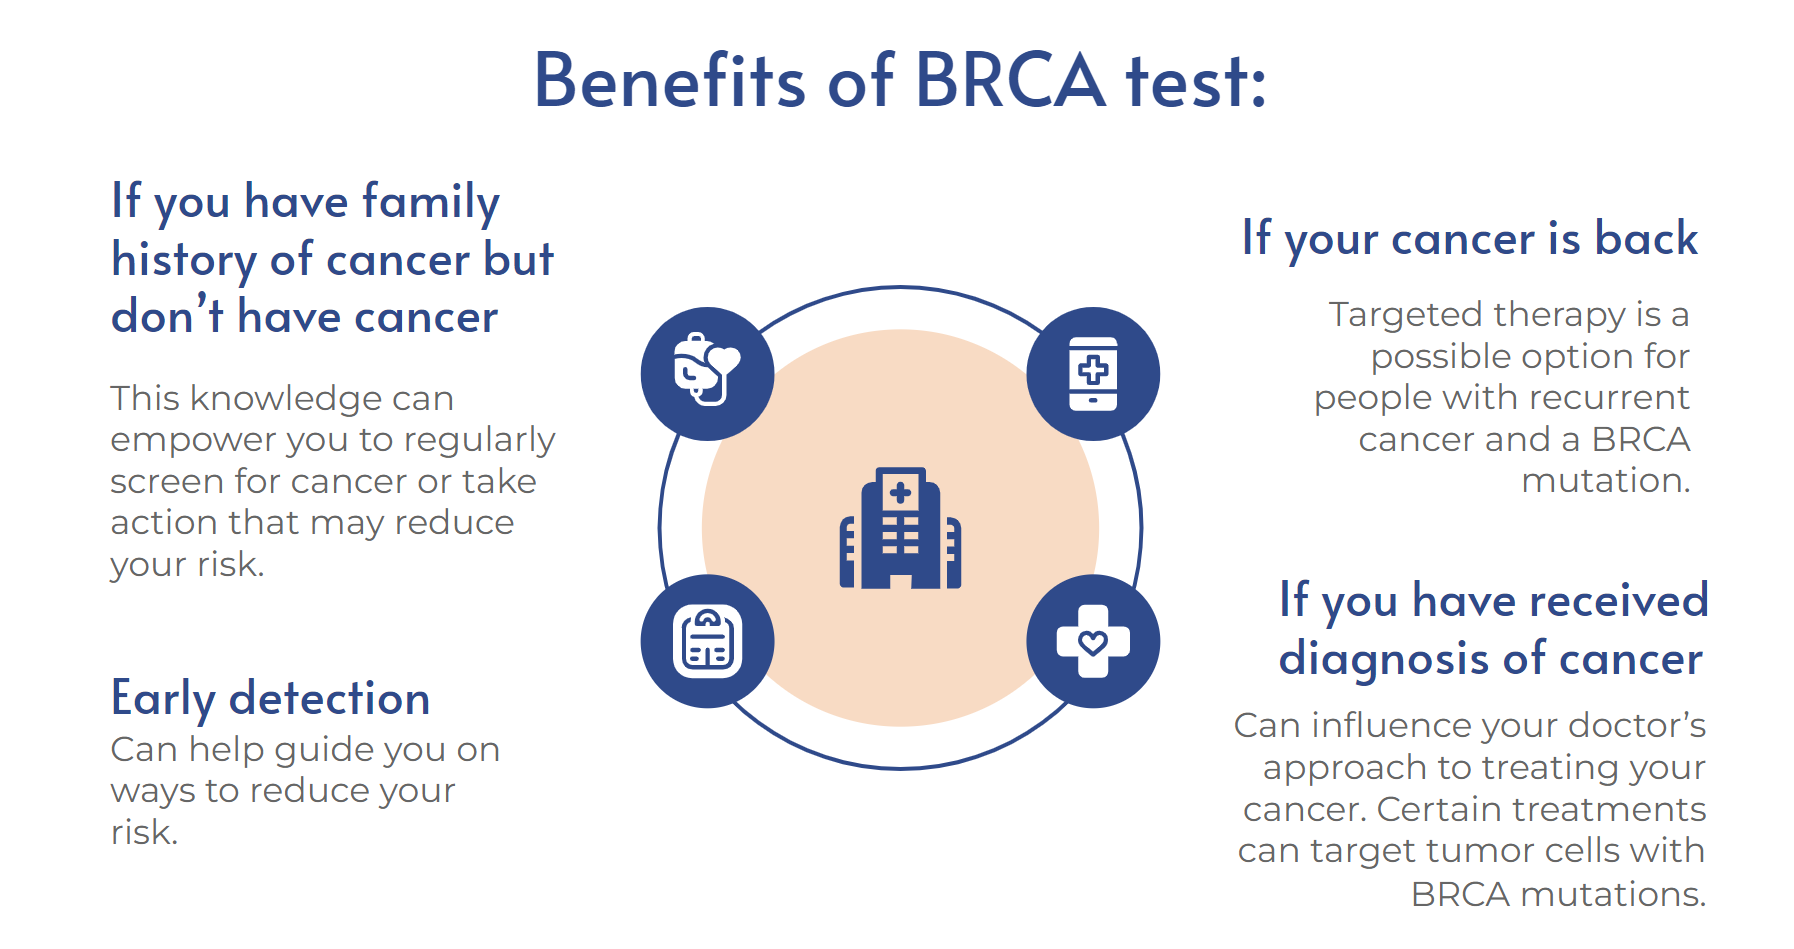 Benefits of BRCA test:
If you have family
history of cancer but
don’t have cancer
This knowledge can
empower you to regularly
screen for cancer or take
action that may reduce
your risk.
Early detection
Can help guide you on
ways to reduce your
risk.
If your cancer is back
Targeted therapy is a
possible option for
people with recurrent
cancer and a BRCA
mutation.
If you have received
diagnosis of cancer
Can influence your doctor’s
approach to treating your
cancer. Certain treatments
can target tumor cells with
BRCA mutations.